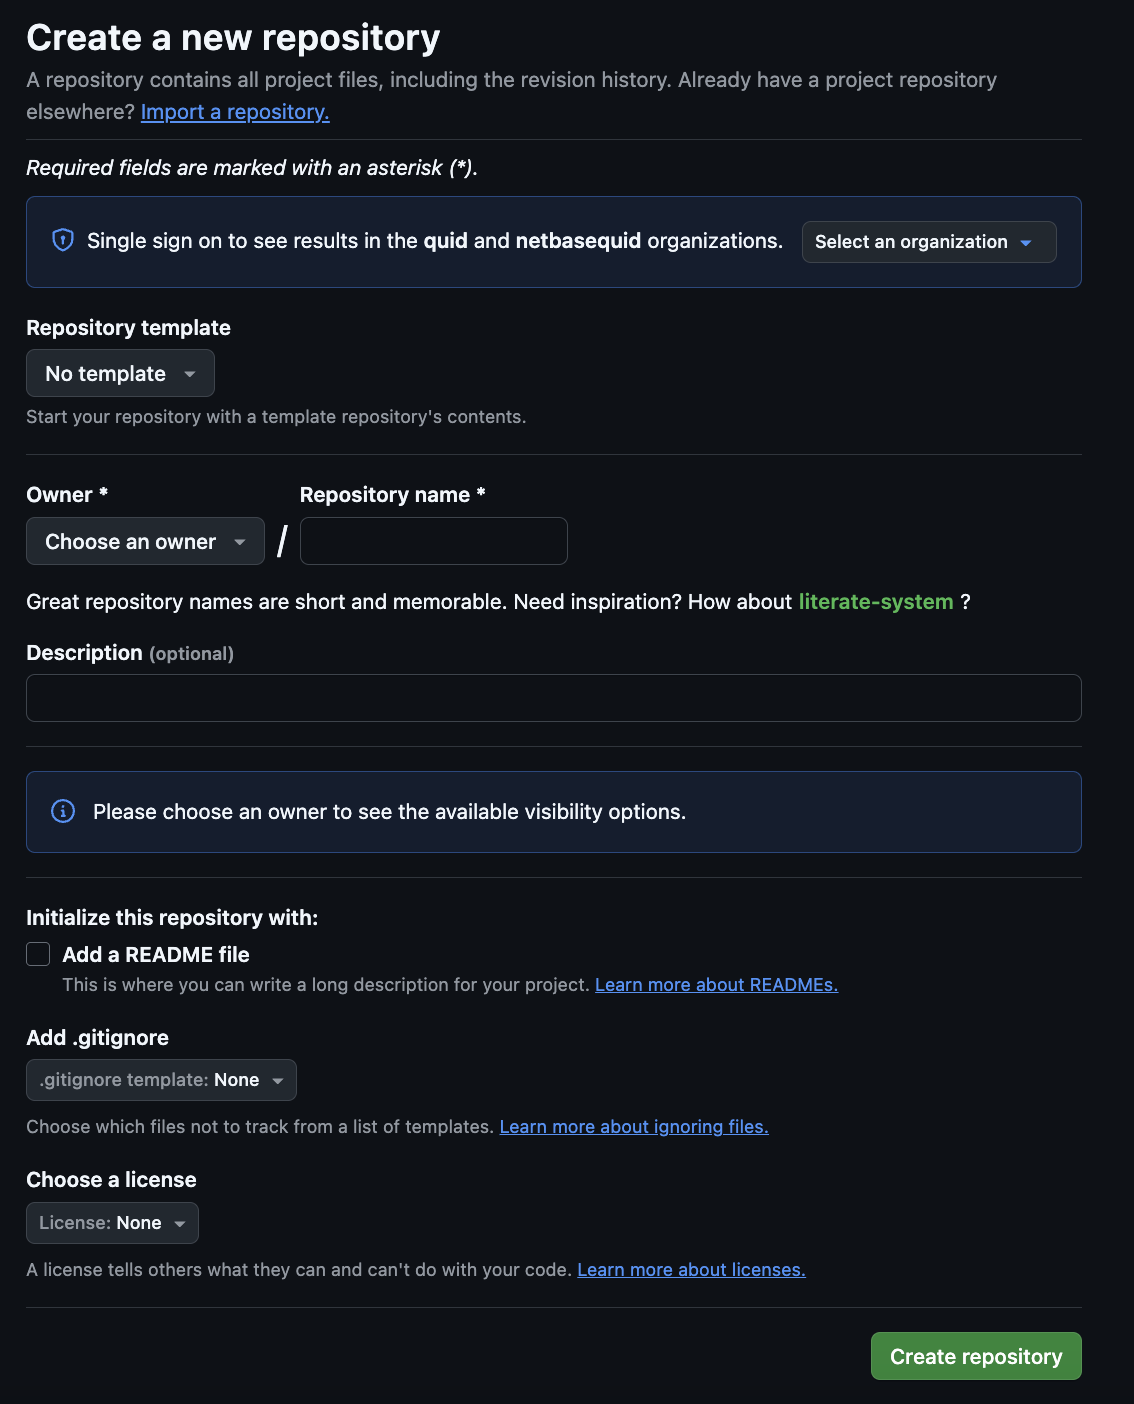 Create a new repository
A repository contains all project files, including the revision history. Already have a project repository
elsewhere? Import a repository.
Required fields are marked with an asterisk (*).
Single sign on to see results in the quid and netbasequid organizations.
Select an organization
Repository template
No template
Start your repository with a template repository's contents.
Owner *
Repository name *
Choose an owner
/
Great repository names are short and memorable. Need inspiration? How about literate-system ?
Description (optional)
Please choose an owner to see the available visibility options.
Initialize this repository with:
Add a README file
This is where you can write a long description for your project. Learn more about READMEs.
Add .gitignore
.gitignore template: None
Choose which files not to track from a list of templates. Learn more about ignoring files.
Choose a license
License: None
A license tells others what they can and can't do with your code. Learn more about licenses.
Create repository